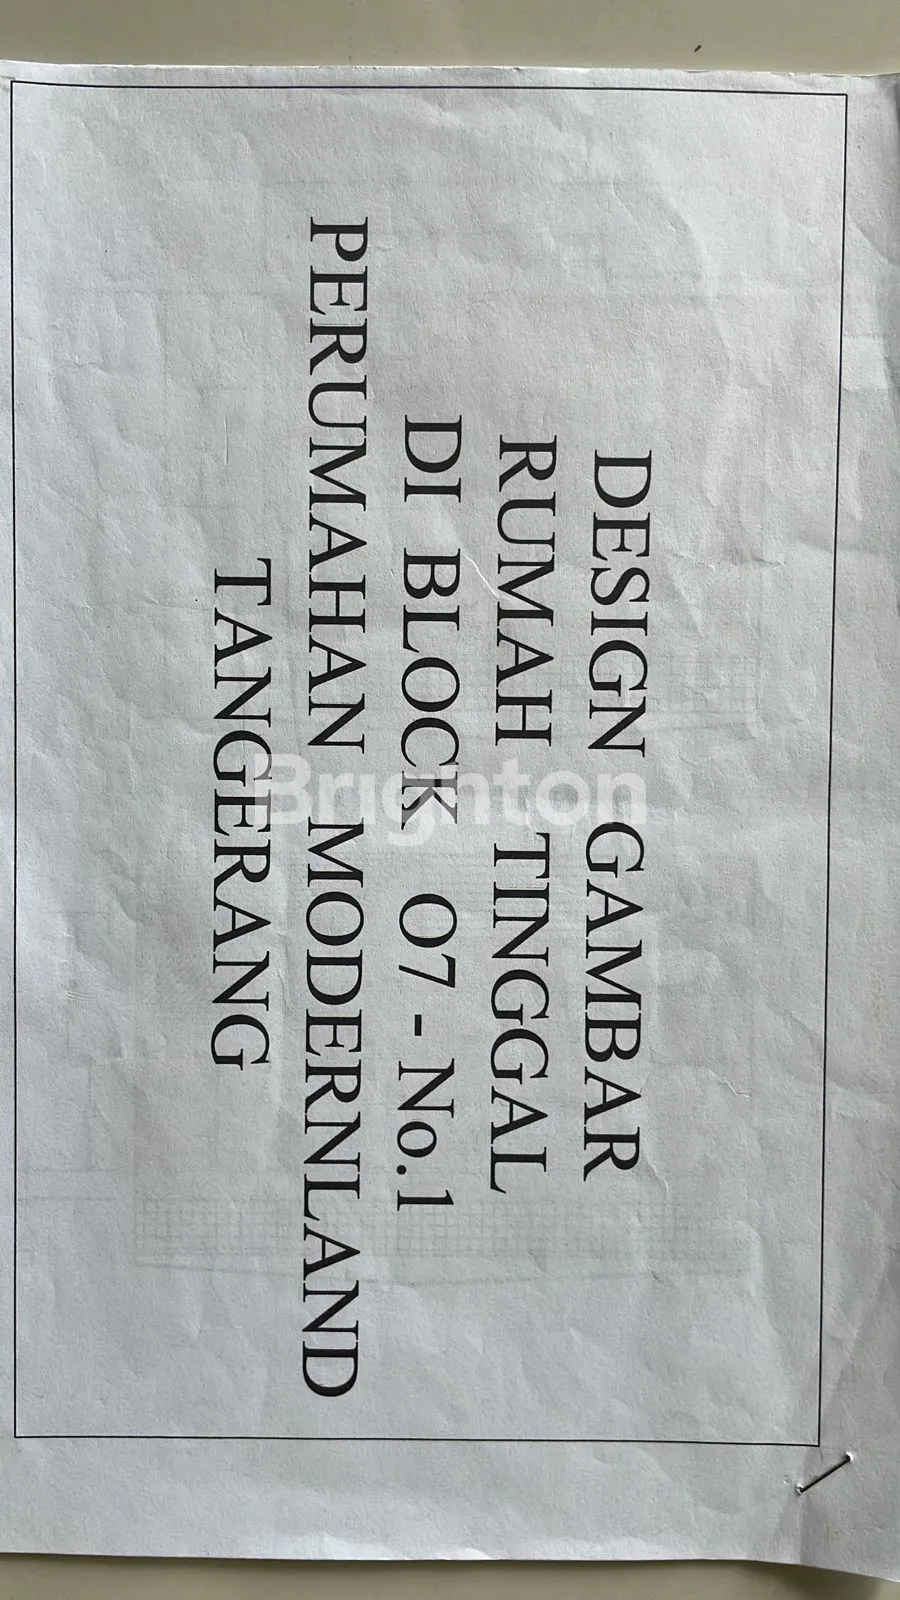 DESIGN GAMBAR
RUMAH TINGGAL
DI BLOCK O7 - No.1
PERUMAHAN MODERNLAND
TANGERANG
Brighton